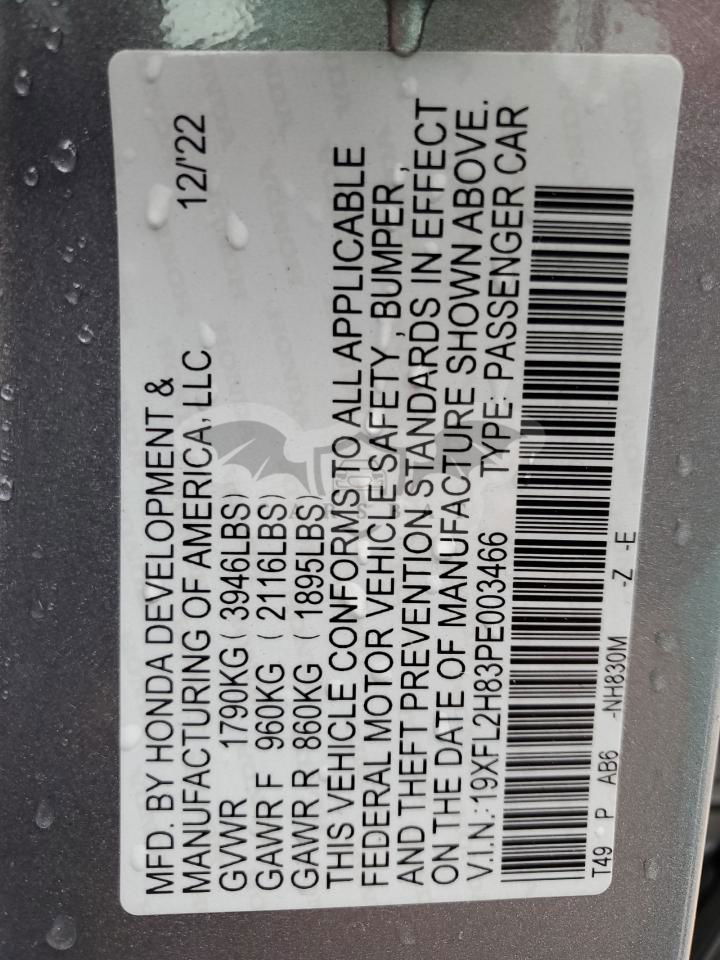 MFD. BY HONDA DEVELOPMENT &
MANUFACTURING OF AMERICA, LLC 12/'22
GVWR 1790KG ( 3946LBS)
GAWR F 960KG ( 2116LBS)
GAWR R 860KG ( 1895LBS)
THIS VEHICLE CONFORMS TO ALL APPLICABLE
FEDERAL MOTOR VEHICLE SAFETY , BUMPER ,
AND THEFT PREVENTION STANDARDS IN EFFECT
ON THE DATE OF MANUFACTURE SHOWN ABOVE.
V.I.N.:19XFL2H83PE003466 TYPE: PASSENGER CAR
T49 P AB6 -NH830M -Z -E